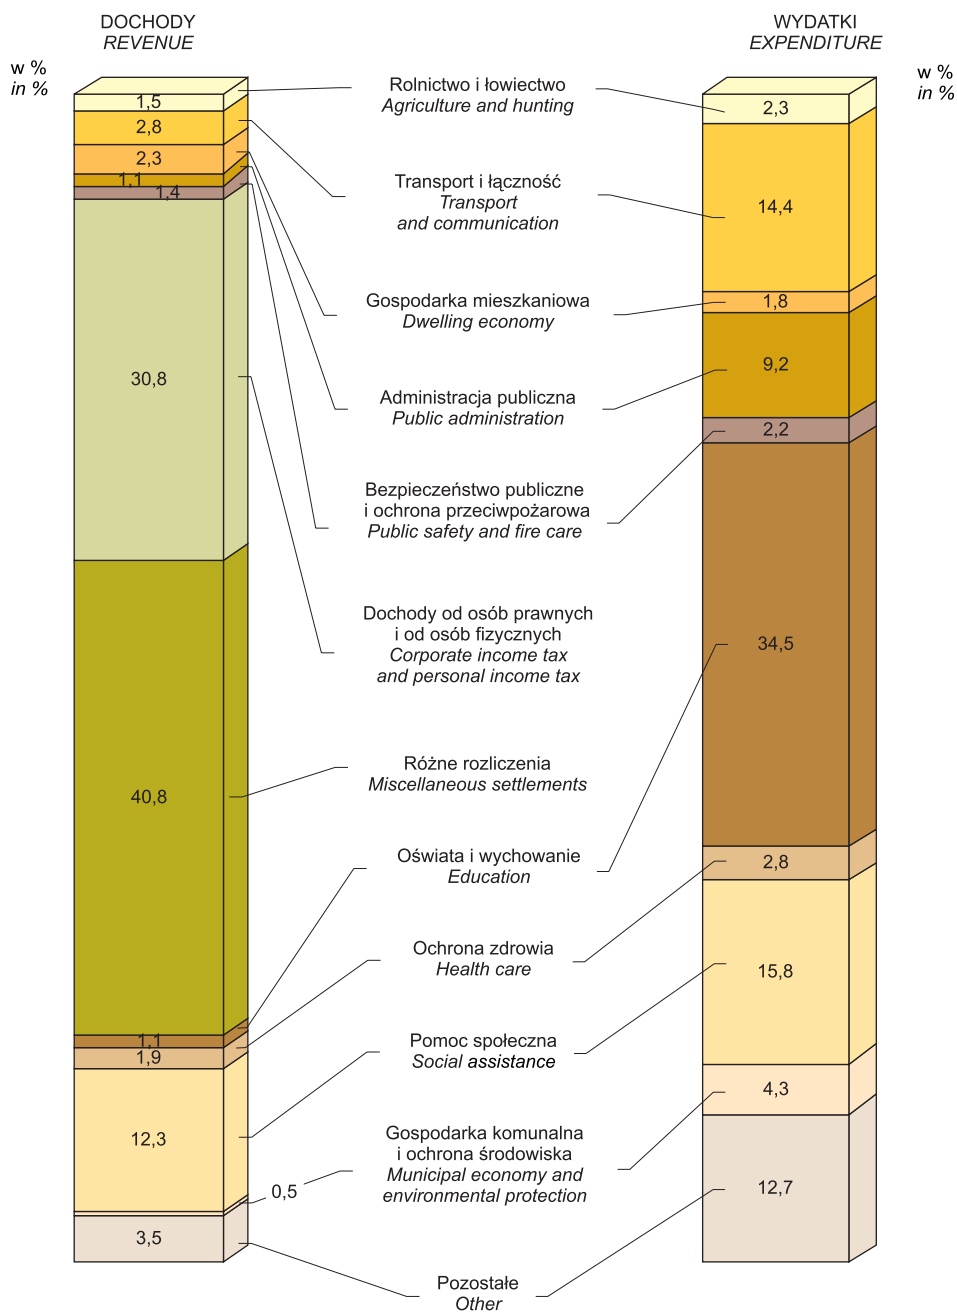 DOCHODY
REVENUE
WYDATKI
EXPENDITURE
w %
in %
w %
in %
Rolnictwo i łowiectwo
Agriculture and hunting
Transport i łączność
Transport
and communication
Gospodarka mieszkaniowa
Dwelling economy
Administracja publiczna
Public administration
Bezpieczeństwo publiczne
i ochrona przeciwpożarowa
Public safety and fire care
Dochody od osób prawnych
i od osób fizycznych
Corporate income tax
and personal income tax
Różne rozliczenia
Miscellaneous settlements
Oświata i wychowanie
Education
Ochrona zdrowia
Health care
Pomoc społeczna
Social assistance
Gospodarka komunalna
i ochrona środowiska
Municipal economy and
environmental protection
Pozostałe
Other
1,5
2,8
2,3
1,1
1,4
30,8
40,8
1,1
1,9
12,3
0,5
3,5
2,3
14,4
1,8
9,2
2,2
34,5
2,8
15,8
4,3
12,7